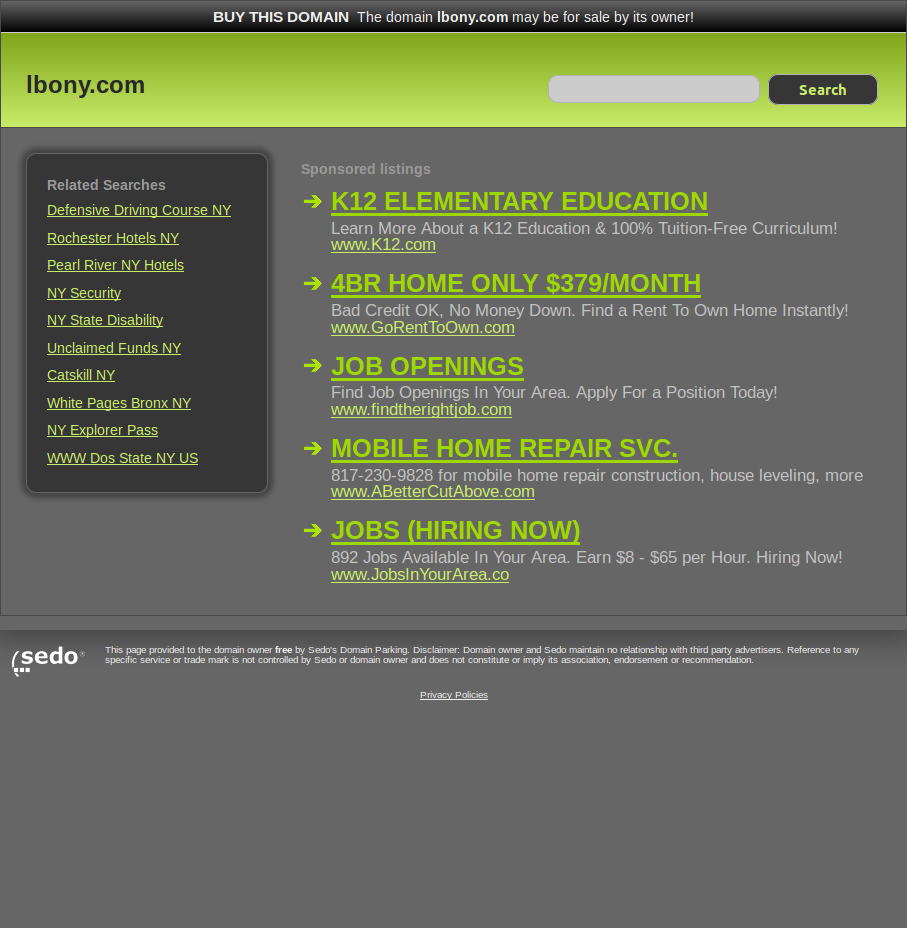 BUY THIS DOMAIN The domain lbony.com may be for sale by its owner!
lbony.com
Search
Related Searches
Defensive Driving Course NY
Rochester Hotels NY
Pearl River NY Hotels
NY Security
NY State Disability
Unclaimed Funds NY
Catskill NY
White Pages Bronx NY
NY Explorer Pass
WWW Dos State NY US
Sponsored listings
➔ K12 ELEMENTARY EDUCATION
Learn More About a K12 Education & 100% Tuition-Free Curriculum!
www.K12.com
➔ 4BR HOME ONLY $379/MONTH
Bad Credit OK, No Money Down. Find a Rent To Own Home Instantly!
www.GoRentToOwn.com
➔ JOB OPENINGS
Find Job Openings In Your Area. Apply For a Position Today!
www.findtherightjob.com
➔ MOBILE HOME REPAIR SVC.
817-230-9828 for mobile home repair construction, house leveling, more
www.ABetterCutAbove.com
➔ JOBS (HIRING NOW)
892 Jobs Available In Your Area. Earn $8 - $65 per Hour. Hiring Now!
www.JobsInYourArea.co
sedo®
This page provided to the domain owner free by Sedo's Domain Parking. Disclaimer: Domain owner and Sedo maintain no relationship with third party advertisers. Reference to any
specific service or trade mark is not controlled by Sedo or domain owner and does not constitute or imply its association, endorsement or recommendation.
Privacy Policies